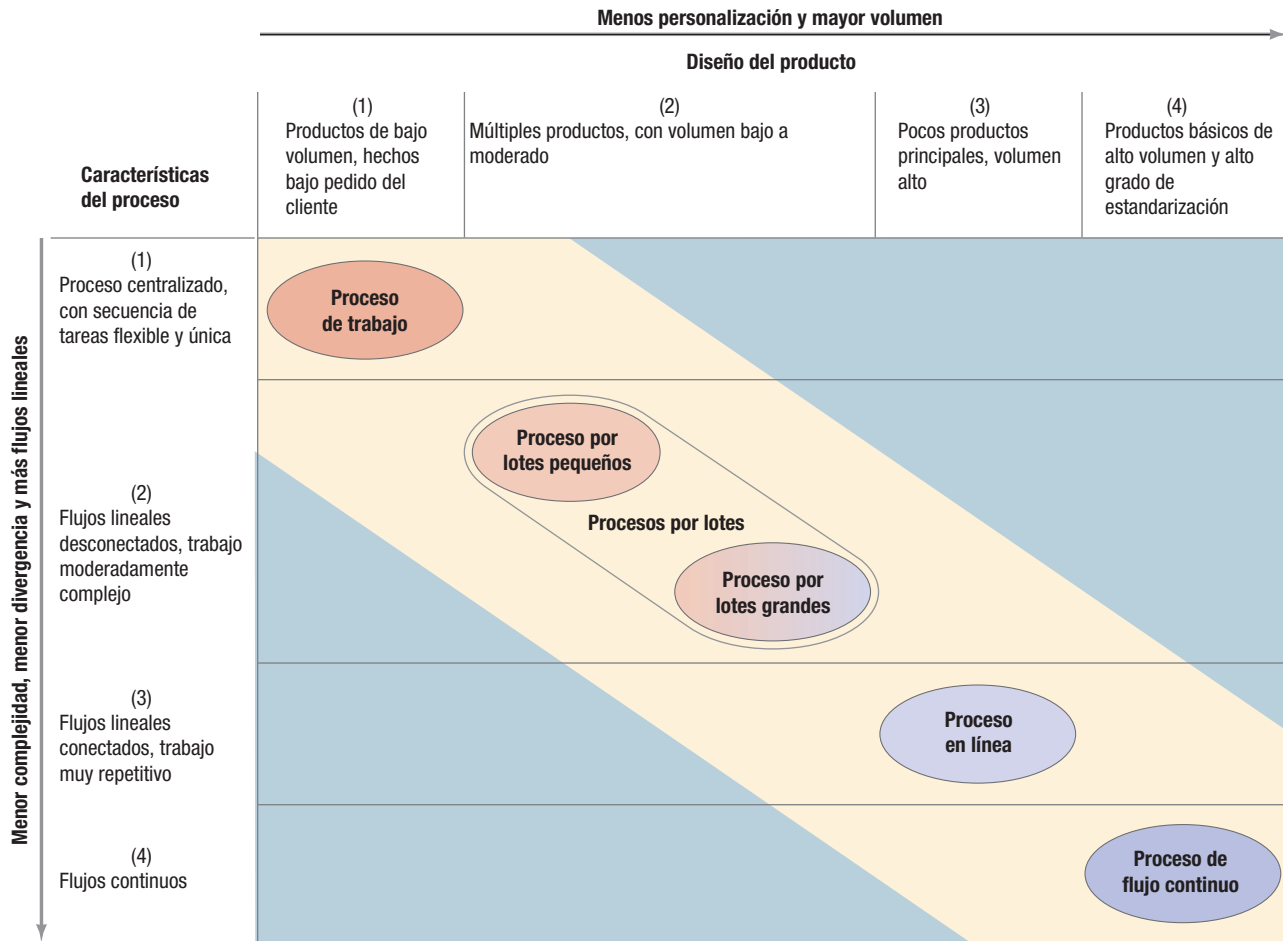 Menos personalización y mayor volumen
Diseño del producto
Características
del proceso
(1)
Productos de bajo
volumen, hechos
bajo pedido del
cliente
(2)
Múltiples productos, con volumen bajo a
moderado
(3)
Pocos productos
principales, volumen
alto
(4)
Productos básicos de
alto volumen y alto
grado de
estandarización
Menor complejidad, menor divergencia y más flujos lineales
(1)
Proceso centralizado,
con secuencia de
tareas flexible y única
Proceso
de trabajo
(2)
Flujos lineales
desconectados, trabajo
moderadamente
complejo
Proceso por
lotes pequeños
Procesos por lotes
Proceso por
lotes grandes
(3)
Flujos lineales
conectados, trabajo
muy repetitivo
Proceso
en línea
(4)
Flujos continuos
Proceso de
flujo continuo